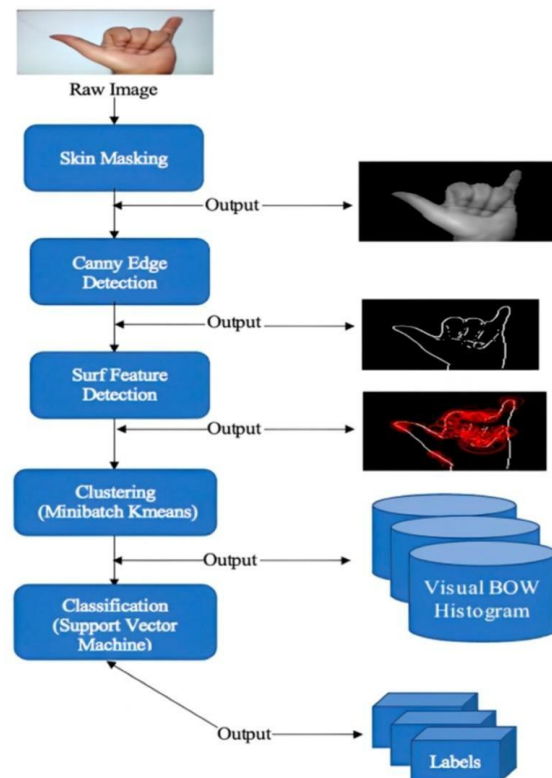 Raw Image
Skin Masking
Output
Canny Edge
Detection
Output
Surf Feature
Detection
Output
Clustering
(Minibatch Kmeans)
Output
Visual BOW
Histogram
Classification
(Support Vector
Machine)
Output
Labels